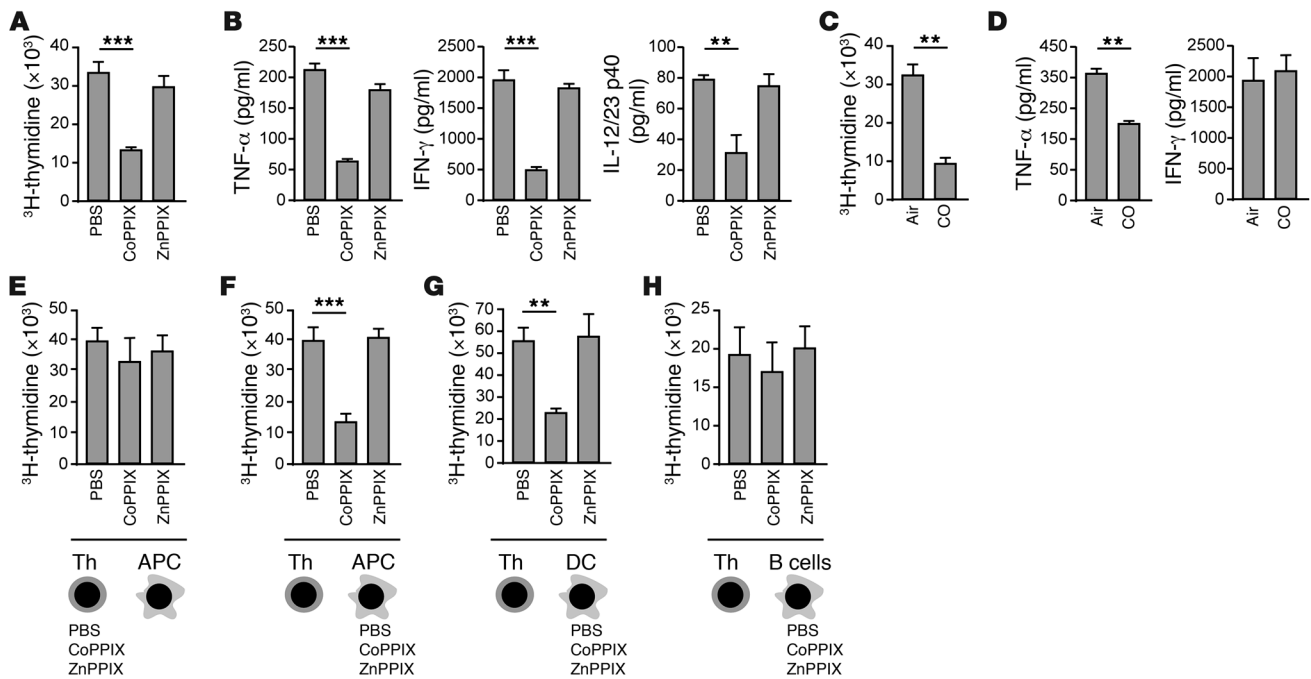 A
³H-thymidine (×10³)
40
30
20
10
0
***
PBS
CoPPIX
ZnPPIX
B
TNF-α (pg/ml)
250
200
150
100
50
0
***
PBS
CoPPIX
ZnPPIX
IFN-γ (pg/ml)
2500
2000
1500
1000
500
0
***
PBS
CoPPIX
ZnPPIX
IL-12/23 p40
(pg/ml)
100
80
60
40
20
0
**
PBS
CoPPIX
ZnPPIX
C
³H-thymidine (×10³)
40
30
20
10
0
**
Air
CO
D
TNF-α (pg/ml)
450
350
250
150
0
**
Air
CO
IFN-γ (pg/ml)
2500
2000
1500
1000
500
0
Air
CO
E
³H-thymidine (×10³)
50
40
30
20
10
0
PBS
CoPPIX
ZnPPIX
Th APC
PBS
CoPPIX
ZnPPIX
F
³H-thymidine (×10³)
50
40
30
20
10
0
***
PBS
CoPPIX
ZnPPIX
Th APC
PBS
CoPPIX
ZnPPIX
G
³H-thymidine (×10³)
70
60
50
40
30
20
10
0
**
PBS
CoPPIX
ZnPPIX
Th DC
PBS
CoPPIX
ZnPPIX
H
³H-thymidine (×10³)
25
20
15
10
5
0
PBS
CoPPIX
ZnPPIX
Th B cells
PBS
CoPPIX
ZnPPIX